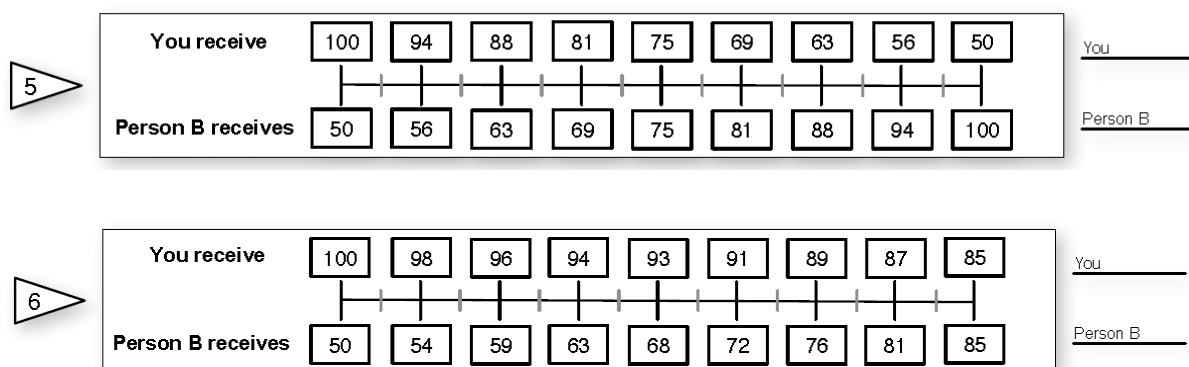 You receive 100 94 88 81 75 69 63 56 50 You
5
Person B receives 50 56 63 69 75 81 88 94 100 Person B
You receive 100 98 96 94 93 91 89 87 85 You
6
Person B receives 50 54 59 63 68 72 76 81 85 Person B